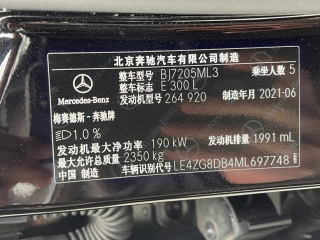 北京奔驰汽车有限公司制造
整车型号 BJ7205ML3 乘坐人数 5
整车标志 E 300 L
发动机型号 264 920 制造年月 2021-06
Mercedes-Benz
梅赛德斯-奔驰牌
1.0 %
发动机最大净功率 190 kW 发动机排量 1991 mL
最大允许总质量 2350 kg
车辆识别代号 LE4ZG8DB4ML697748